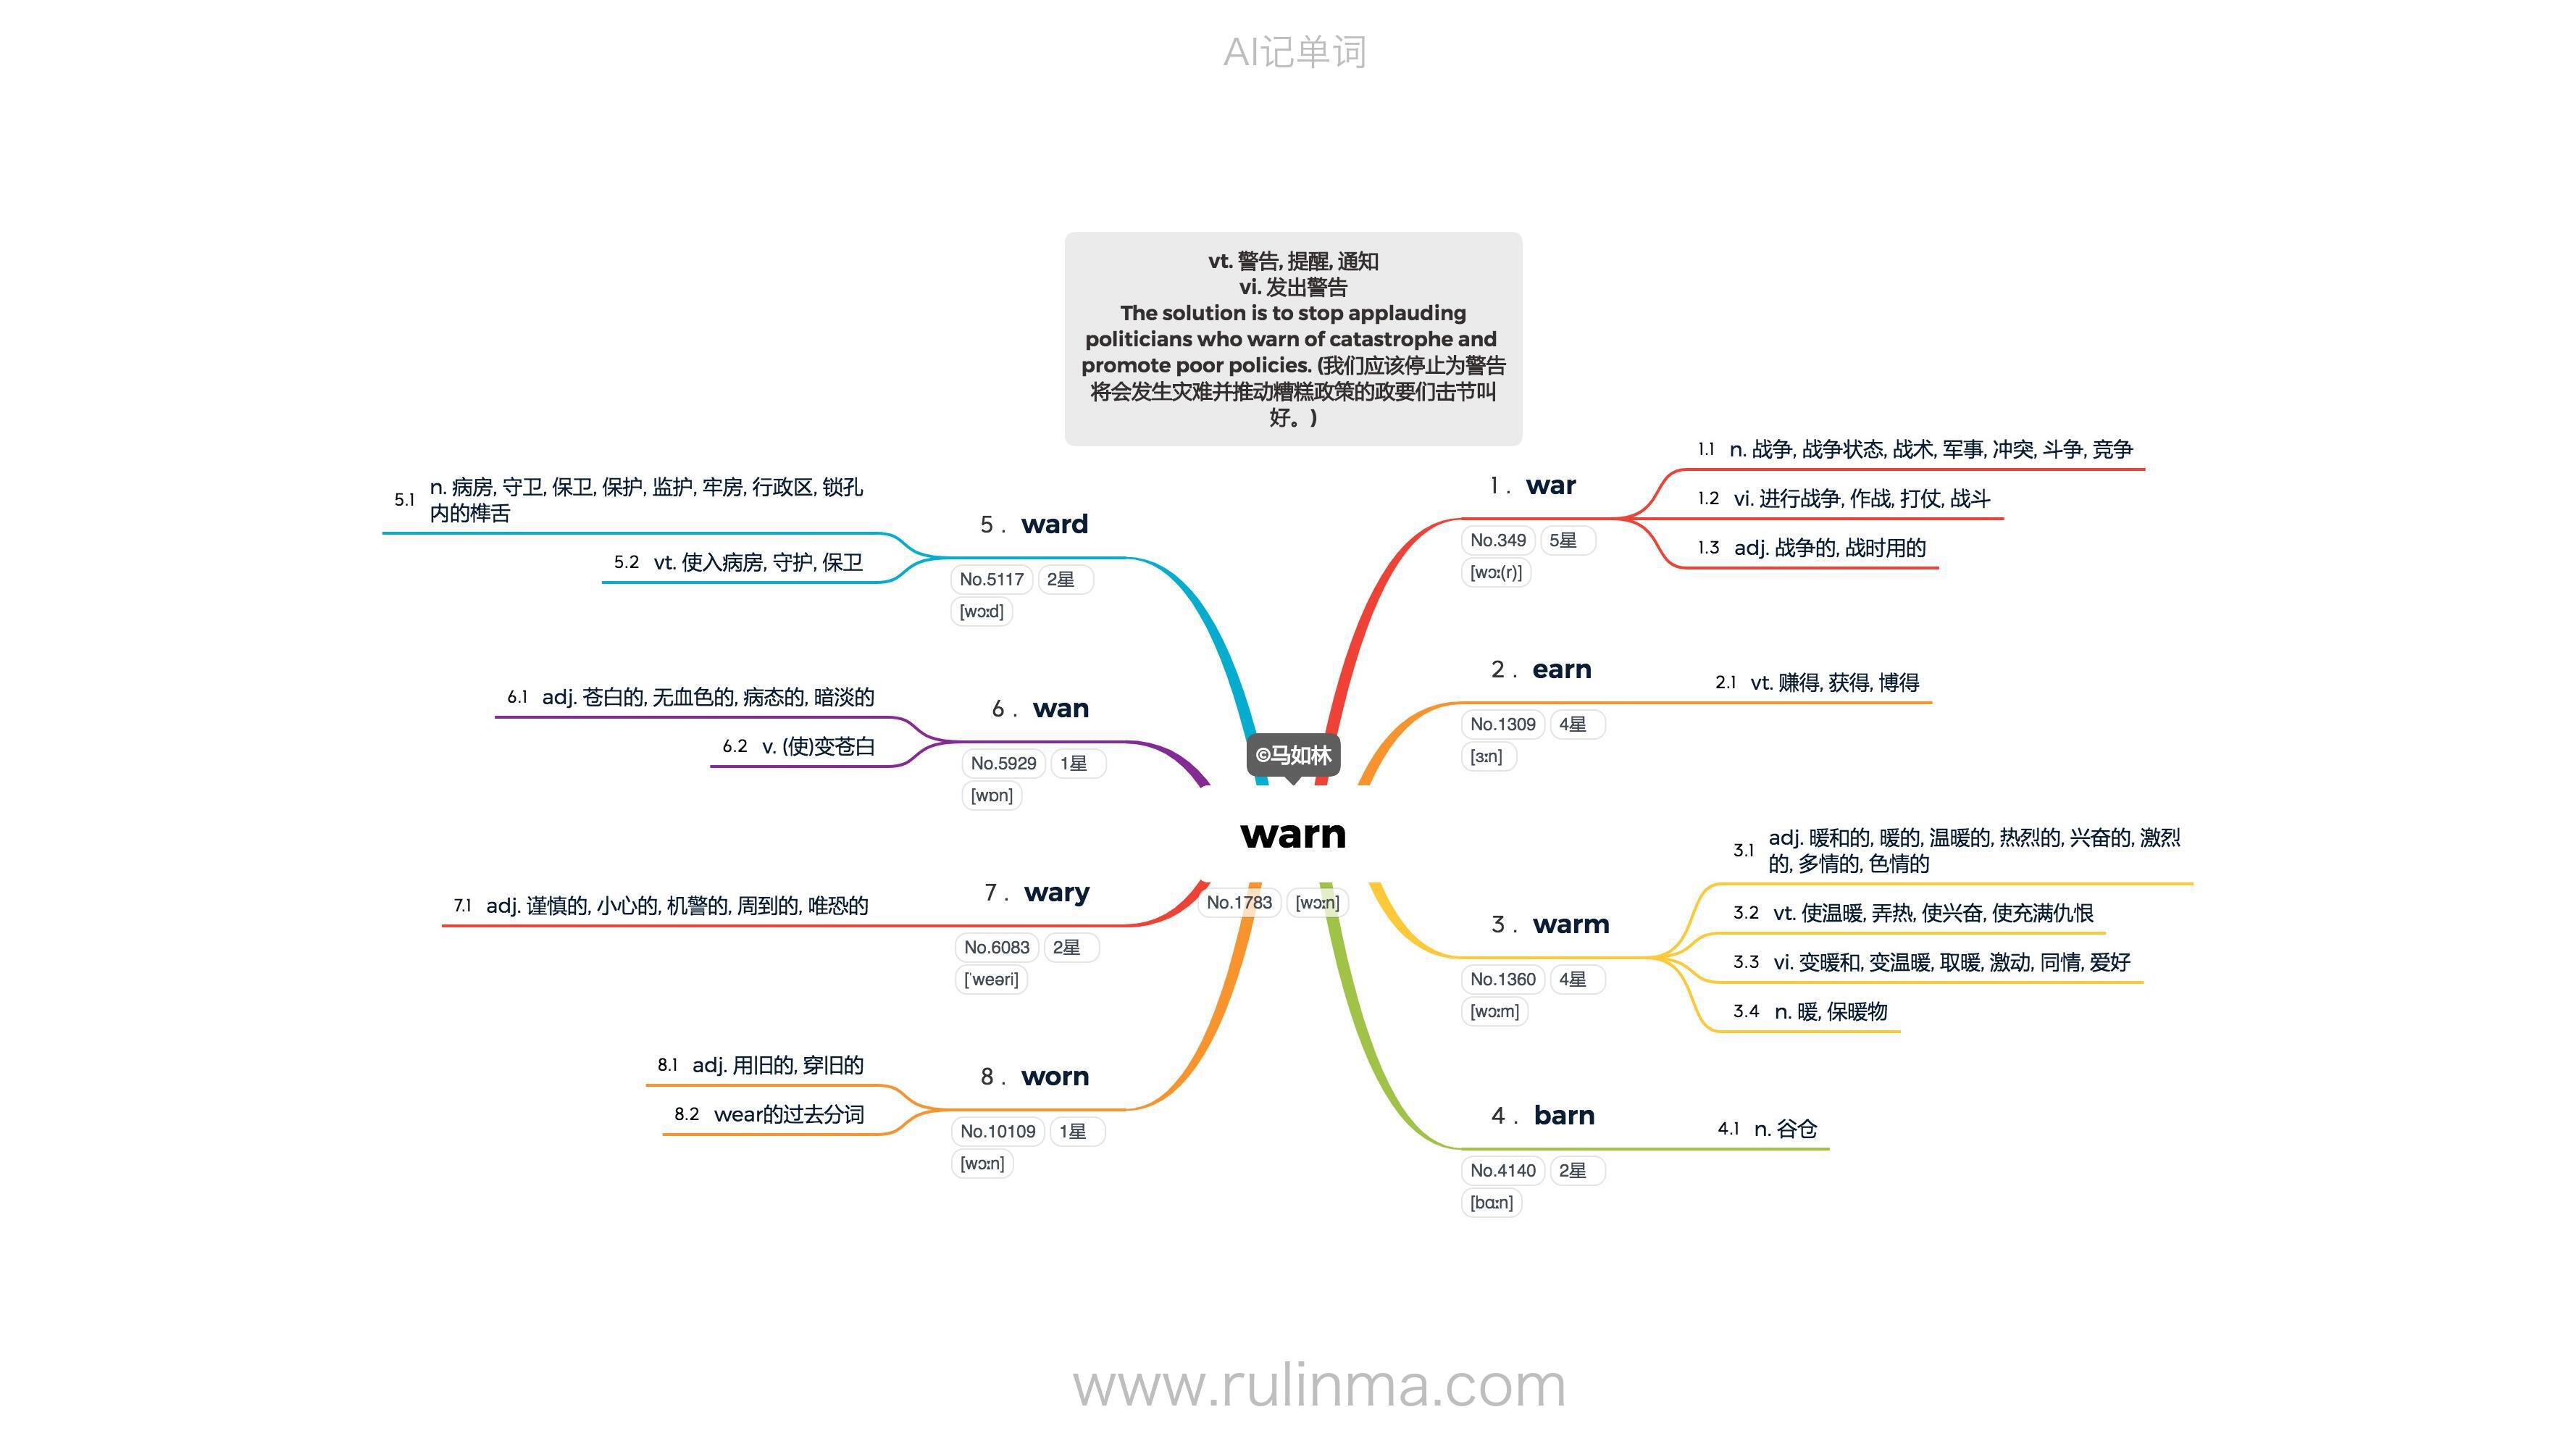 AI记单词
vt. 警告, 提醒, 通知
vi. 发出警告
The solution is to stop applauding
politicians who warn of catastrophe and
promote poor policies. (我们应该停止为警告
将会发生灾难并推动糟糕政策的政要们击节叫
好。)
©马如林
warn
No.1783 [wɔːn]
1. war
No.349 5星
[wɔː(r)]
1.1 n. 战争, 战争状态, 战术, 军事, 冲突, 斗争, 竞争
1.2 vi. 进行战争, 作战, 打仗, 战斗
1.3 adj. 战争的, 战时用的
2. earn
No.1309 4星
[ɜːn]
2.1 vt. 赚得, 获得, 博得
3. warm
No.1360 4星
[wɔːm]
3.1 adj. 暖和的, 暖的, 温暖的, 热烈的, 兴奋的, 激烈
的, 多情的, 色情的
3.2 vt. 使温暖, 弄热, 使兴奋, 使充满仇恨
3.3 vi. 变暖和, 变温暖, 取暖, 激动, 同情, 爱好
3.4 n. 暖, 保暖物
4. barn
No.4140 2星
[bɑːn]
4.1 n. 谷仓
5. ward
No.5117 2星
[wɔːd]
5.1 n. 病房, 守卫, 保卫, 保护, 监护, 牢房, 行政区, 锁孔
内的榫舌
5.2 vt. 使入病房, 守护, 保卫
6. wan
No.5929 1星
[wɒn]
6.1 adj. 苍白的, 无血色的, 病态的, 暗淡的
6.2 v. (使)变苍白
7. wary
No.6083 2星
[ˈweəri]
7.1 adj. 谨慎的, 小心的, 机警的, 周到的, 唯恐的
8. worn
No.10109 1星
[wɔːn]
8.1 adj. 用旧的, 穿旧的
8.2 wear的过去分词
www.rulinma.com